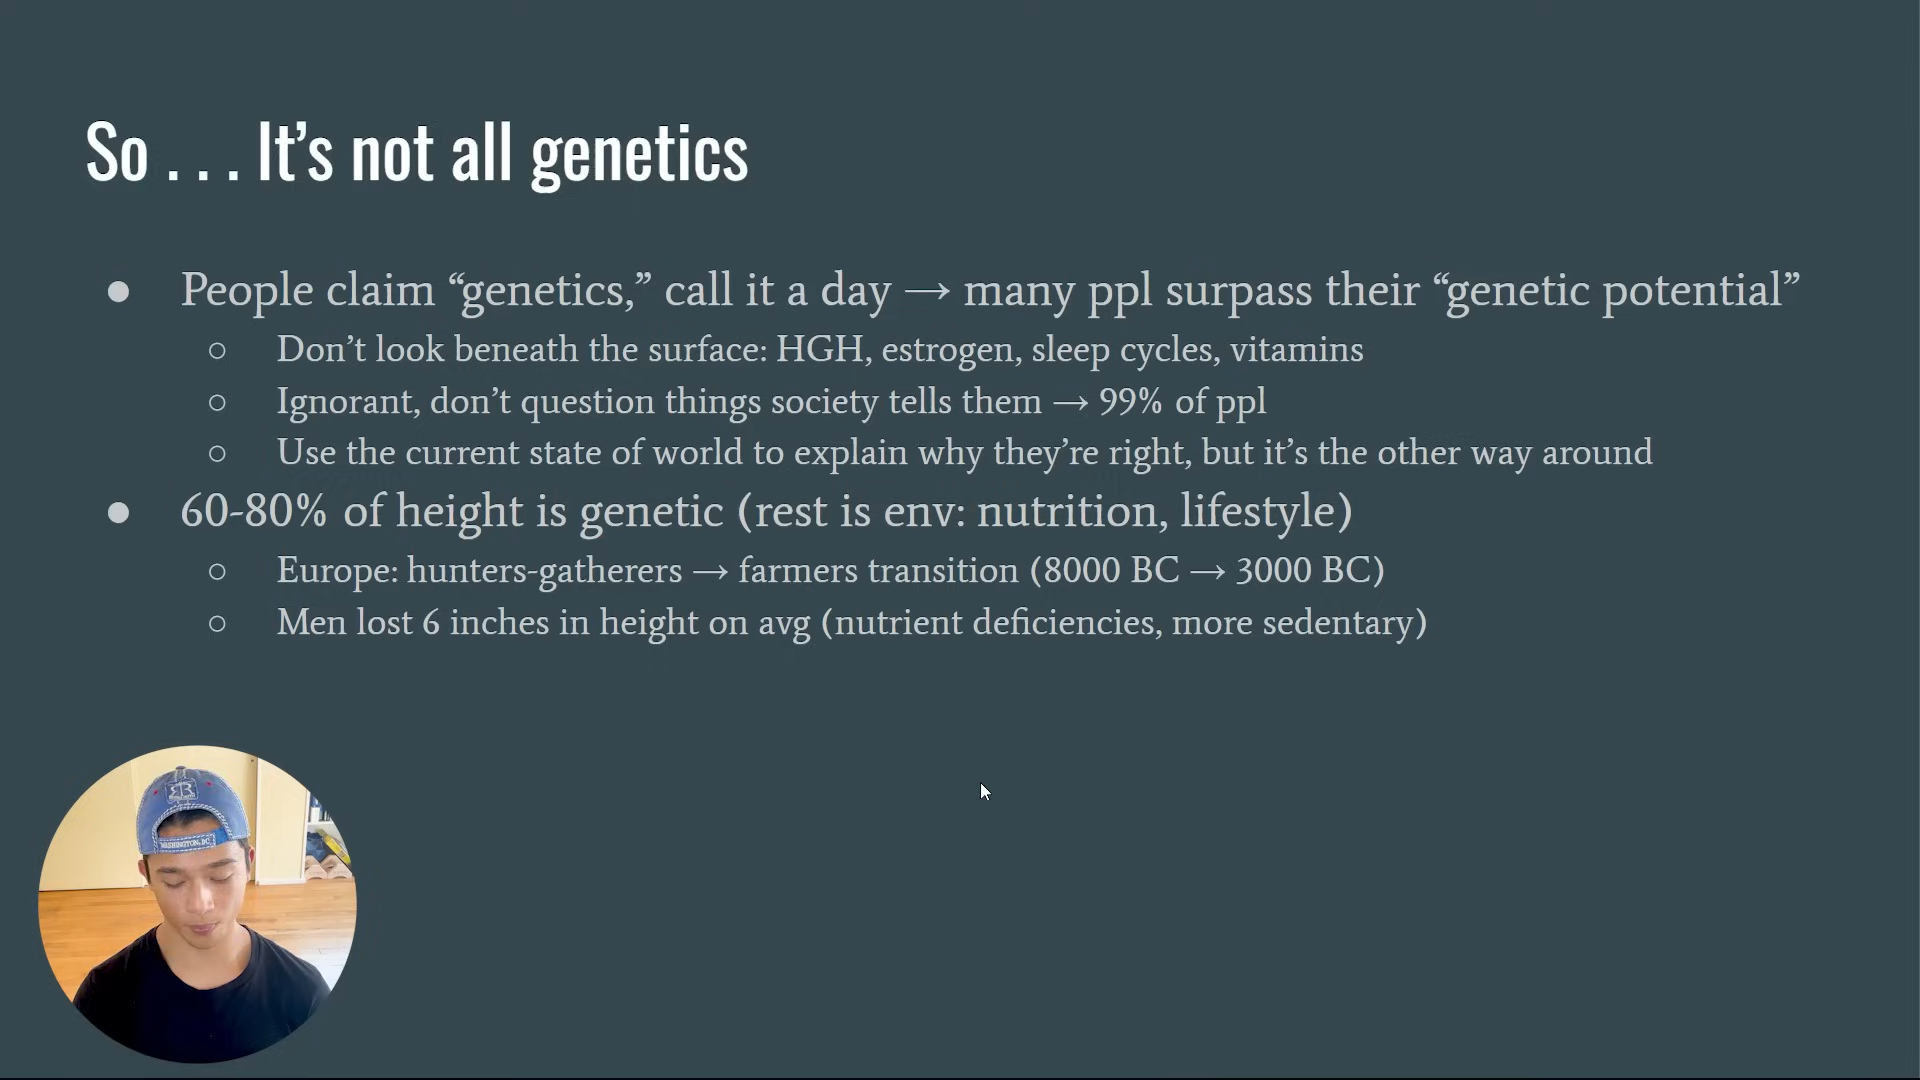 So . . . It's not all genetics
● People claim “genetics,” call it a day → many ppl surpass their “genetic potential”
○ Don't look beneath the surface: HGH, estrogen, sleep cycles, vitamins
○ Ignorant, don't question things society tells them → 99% of ppl
○ Use the current state of world to explain why they're right, but it's the other way around
● 60-80% of height is genetic (rest is env: nutrition, lifestyle)
○ Europe: hunters-gatherers → farmers transition (8000 BC → 3000 BC)
○ Men lost 6 inches in height on avg (nutrient deficiencies, more sedentary)
WASHINGTON, DC